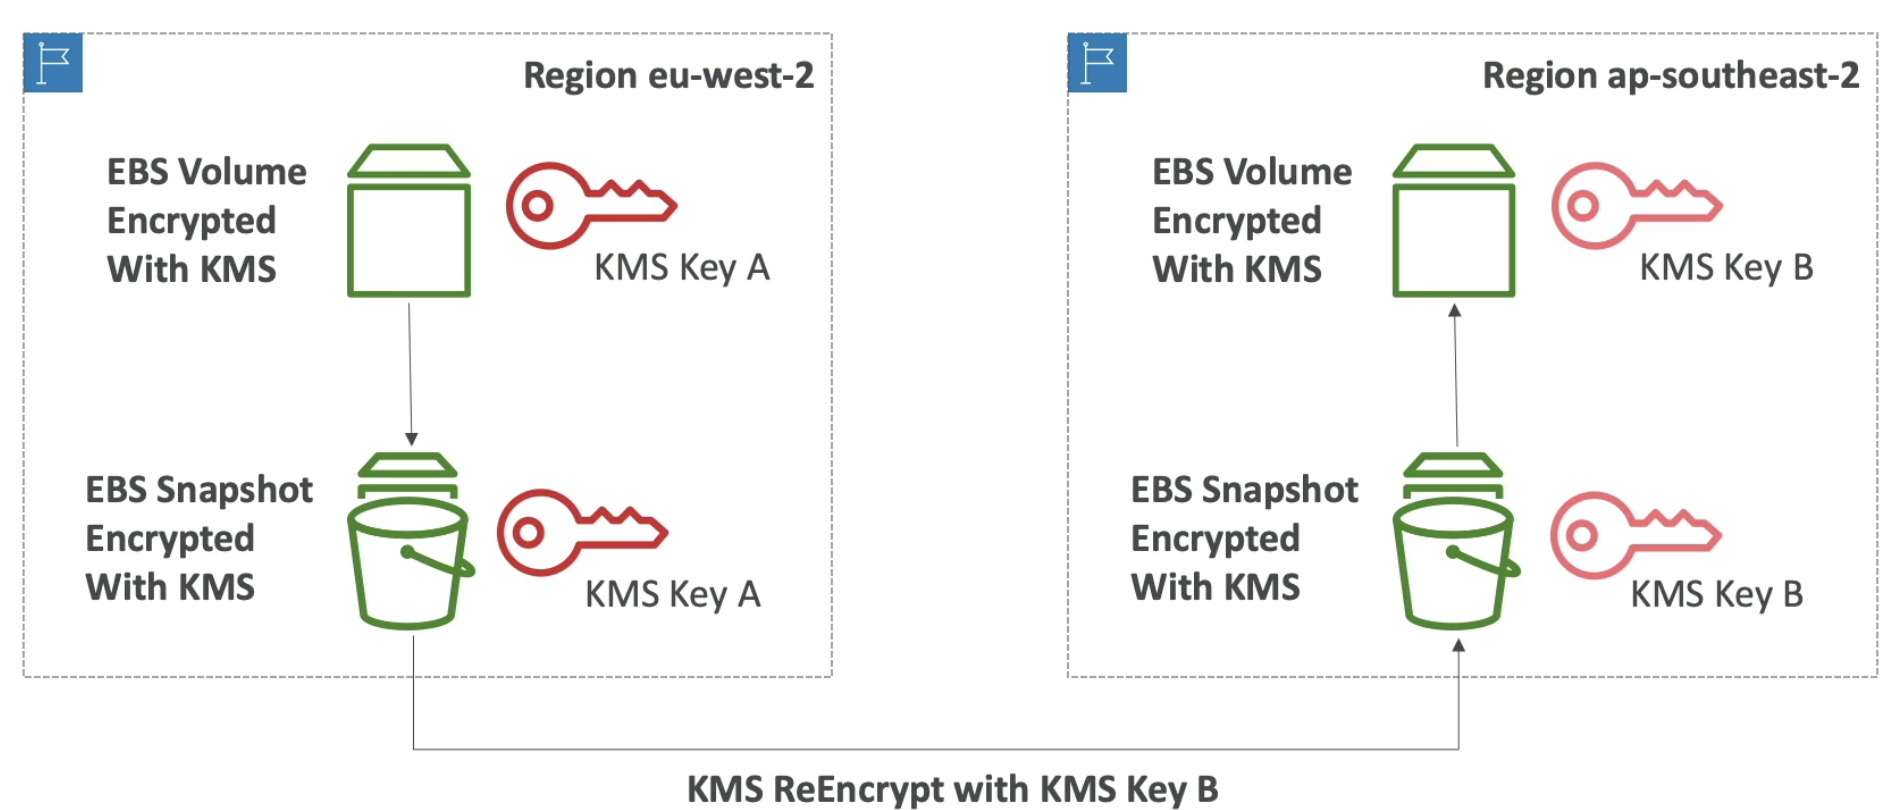 Region eu-west-2
EBS Volume
Encrypted
With KMS
KMS Key A
EBS Snapshot
Encrypted
With KMS
KMS Key A
Region ap-southeast-2
EBS Volume
Encrypted
With KMS
KMS Key B
EBS Snapshot
Encrypted
With KMS
KMS Key B
KMS ReEncrypt with KMS Key B